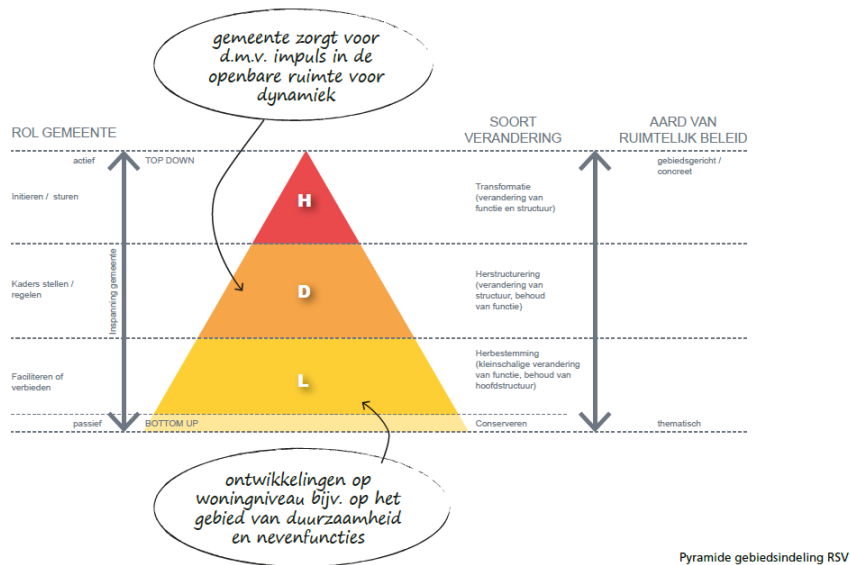 gemeente zorgt voor
d.m.v. impuls in de
openbare ruimte voor
dynamiek
ROL GEMEENTE
SOORT
VERANDERING
AARD VAN
RUIMTELIJK BELEID
actief
TOP DOWN
gebiedsgericht /
concreet
Initieren / sturen
H
Transformatie
(verandering van
functie en structuur)
Inspanning gemeente
Kaders stellen /
regelen
D
Herstructurering
(verandering van
structuur, behoud
van functie)
Faciliteren of
verbieden
L
Herbestemming
(kleinschalige verandering
van functie, behoud van
hoofdstructuur)
passief
BOTTOM UP
Conserveren
thematisch
ontwikkelingen op
woningniveau bijv. op het
gebied van duurzaamheid
en nevenfuncties
Pyramide gebiedsindeling RSV